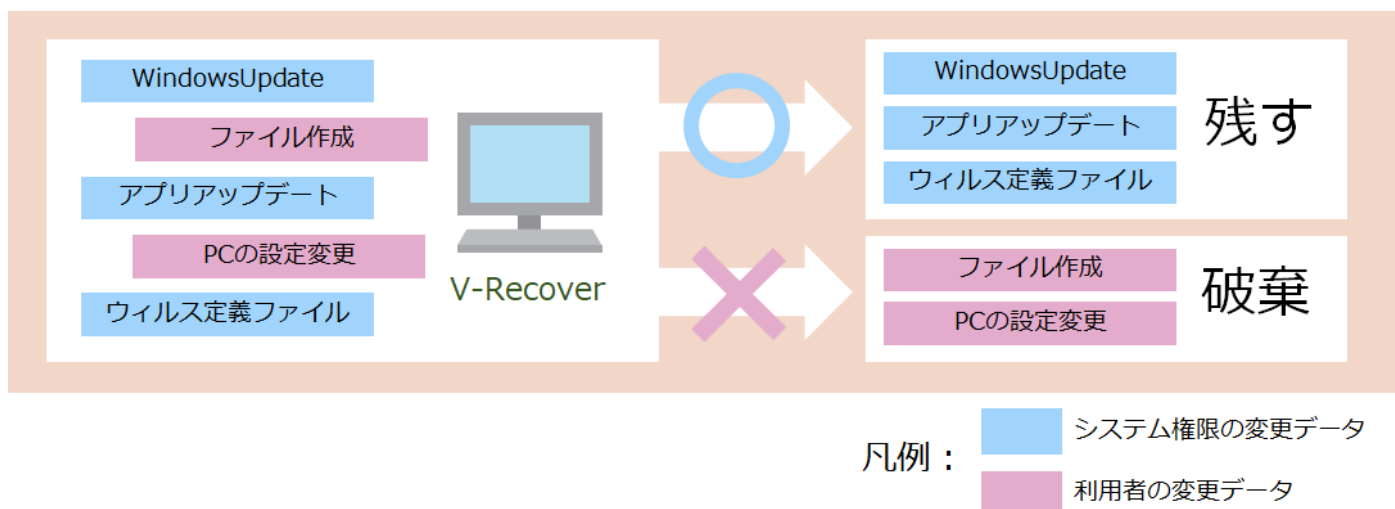 WindowsUpdate
ファイル作成
アプリアップデート
PCの設定変更
ウィルス定義ファイル
V-Recover
WindowsUpdate
アプリアップデート
ウィルス定義ファイル
残す
ファイル作成
PCの設定変更
破棄
凡例：
システム権限の変更データ
利用者の変更データ